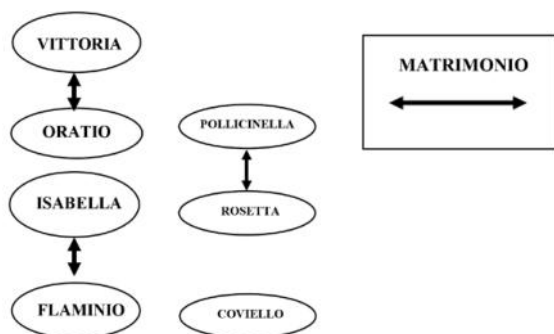 VITTORIA
ORATIO
ISABELLA
FLAMINIO
POLLICINELLA
ROSETTA
COVIELLO
MATRIMONIO